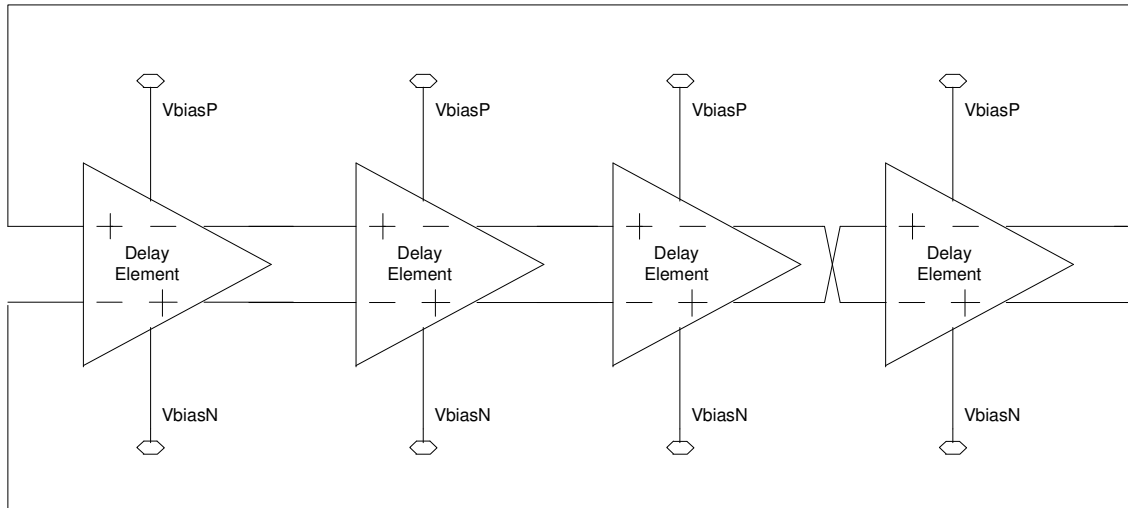 VbiasP VbiasP VbiasP VbiasP
+ − + − + − + −
Delay Delay Delay Delay
Element Element Element Element
− + − + − + − +
VbiasN VbiasN VbiasN VbiasN